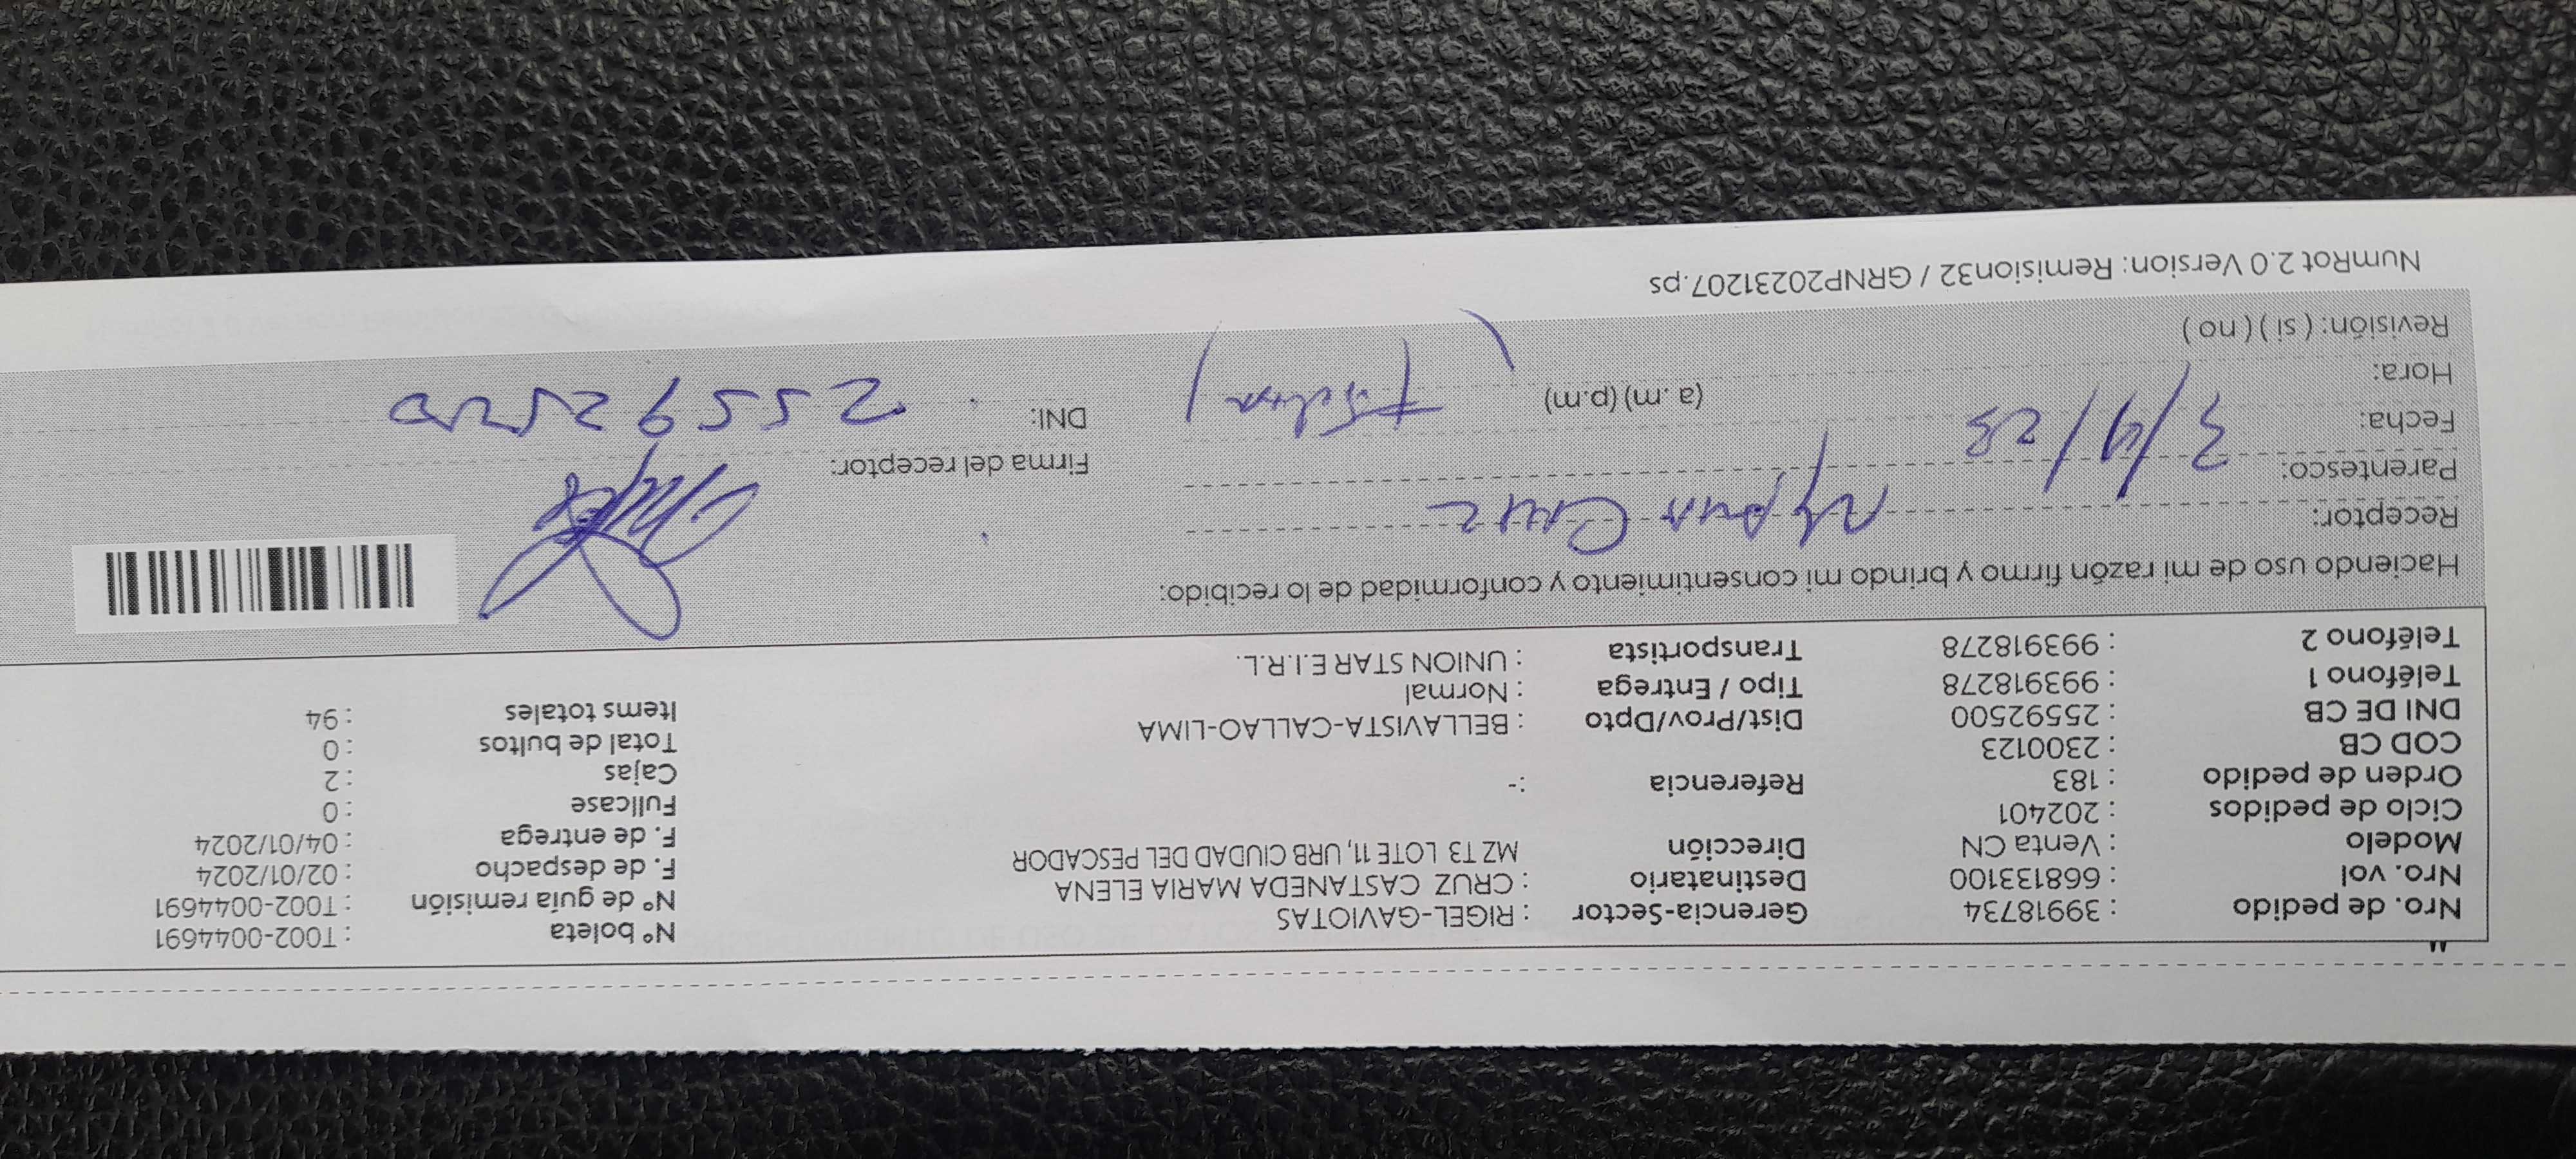 Nro. de pedido : 39918734 Gerencia-Sector : RIGEL-GAVIOTAS Nº boleta : T002-0044691
Nro. vol : 668133100 Destinatario : CRUZ CASTANEDA MARIA ELENA Nº de guía remisión : T002-0044691
Modelo : Venta CN Dirección MZ T3 LOTE 11, URB CIUDAD DEL PESCADOR F. de despacho : 02/01/2024
Ciclo de pedidos : 202401 F. de entrega : 04/01/2024
Orden de pedido : 183 Referencia :- Fullcase : 0
COD CB : 2300123 Cajas : 2
DNI DE CB : 25592500 Dist/Prov/Dpto : BELLAVISTA-CALLAO-LIMA Total de bultos : 0
Teléfono 1 : 993918278 Tipo / Entrega : Normal Items totales : 94
Teléfono 2 : 993918278 Transportista : UNION STAR E.I.R.L.
Haciendo uso de mi razón firmo y brindo mi consentimiento y conformidad de lo recibido:
Receptor: Cruz
Parentesco: Firma del receptor:
Fecha: 3/4/23
Hora: (a. m) (p.m) DNI: 25592500
Revisión: ( si ) ( no )
NumRot 2.0 Version: Remision32 / GRNP20231207.ps